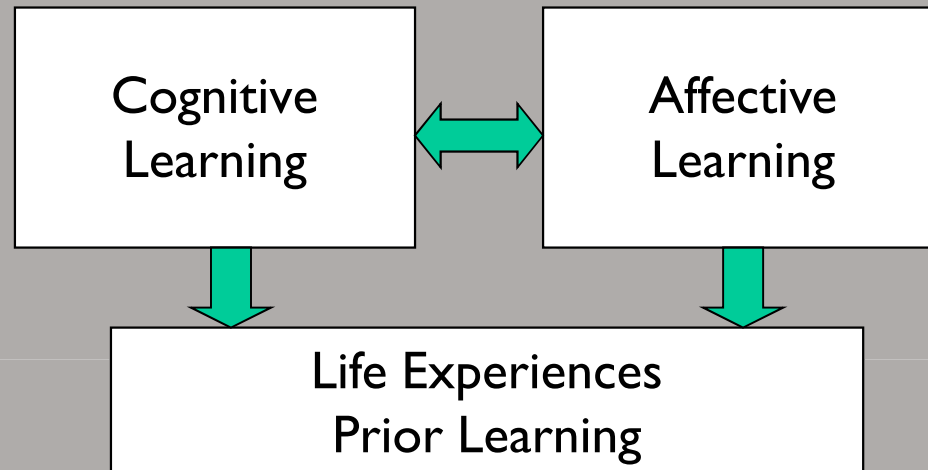 Cognitive
Learning
Affective
Learning
Life Experiences
Prior Learning